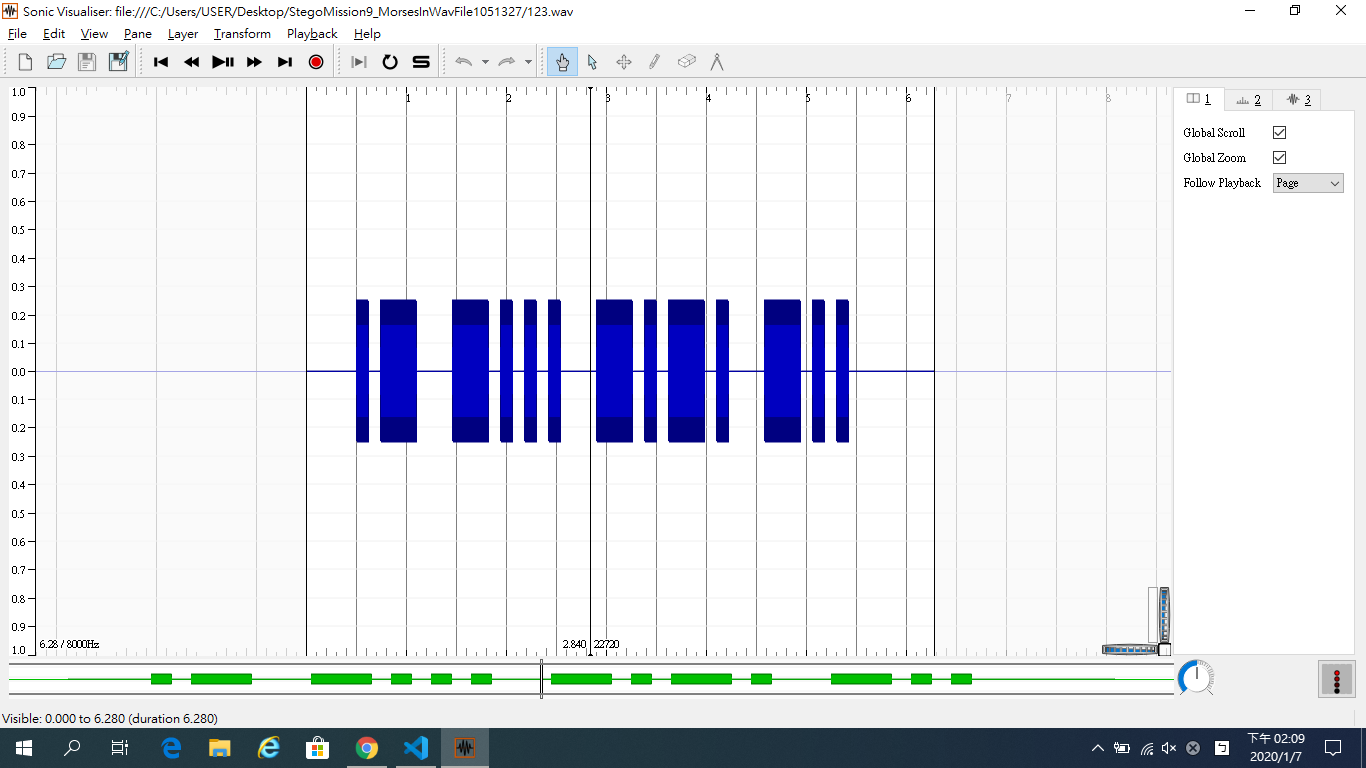 Sonic Visualiser: file:///C:/Users/USER/Desktop/StegoMission9_MorsesInWavFile1051327/123.wav
File Edit View Pane Layer Transform Playback Help
1.0
0.9
0.8
0.7
0.6
0.5
0.4
0.3
0.2
0.1
0.0
0.1
0.2
0.3
0.4
0.5
0.6
0.7
0.8
0.9
1.0
1 2 3 4 5 6 7 8
6.28 / 8000Hz
2.840 22720
1 2 3
Global Scroll
Global Zoom
Follow Playback Page
Visible: 0.000 to 6.280 (duration 6.280)
下午 02:09
2020/1/7